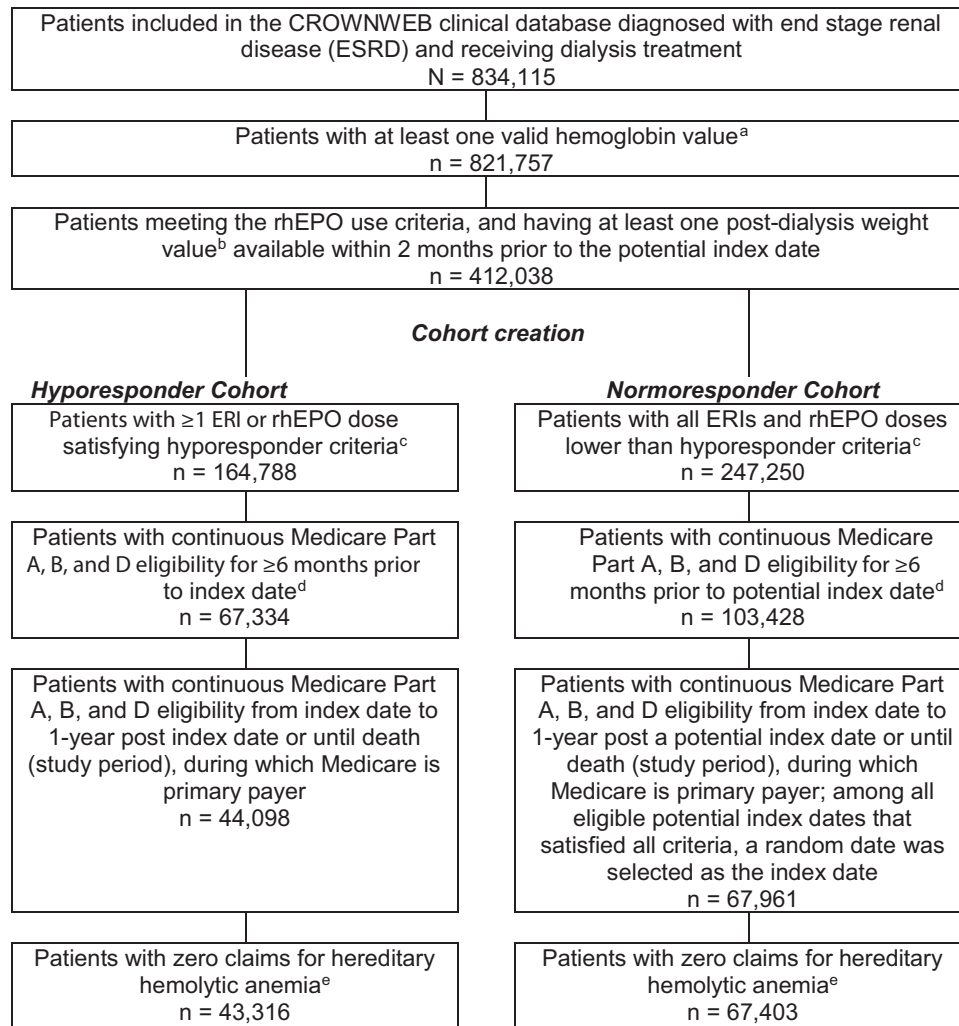 Patients included in the CROWNWEB clinical database diagnosed with end stage renal
disease (ESRD) and receiving dialysis treatment
N = 834,115
Patients with at least one valid hemoglobin valueᵃ
n = 821,757
Patients meeting the rhEPO use criteria, and having at least one post-dialysis weight
valueᵇ available within 2 months prior to the potential index date
n = 412,038
Cohort creation
Hyporesponder Cohort
Patients with ≥1 ERI or rhEPO dose
satisfying hyporesponder criteriaᶜ
n = 164,788
Patients with continuous Medicare Part
A, B, and D eligibility for ≥6 months prior
to index dateᵈ
n = 67,334
Patients with continuous Medicare Part
A, B, and D eligibility from index date to
1-year post index date or until death
(study period), during which Medicare is
primary payer
n = 44,098
Patients with zero claims for hereditary
hemolytic anemiaᵉ
n = 43,316
Normoresponder Cohort
Patients with all ERIs and rhEPO doses
lower than hyporesponder criteriaᶜ
n = 247,250
Patients with continuous Medicare
Part A, B, and D eligibility for ≥6
months prior to potential index dateᵈ
n = 103,428
Patients with continuous Medicare Part
A, B, and D eligibility from index date to
1-year post a potential index date or until
death (study period), during which
Medicare is primary payer; among all
eligible potential index dates that
satisfied all criteria, a random date was
selected as the index date
n = 67,961
Patients with zero claims for hereditary
hemolytic anemiaᵉ
n = 67,403